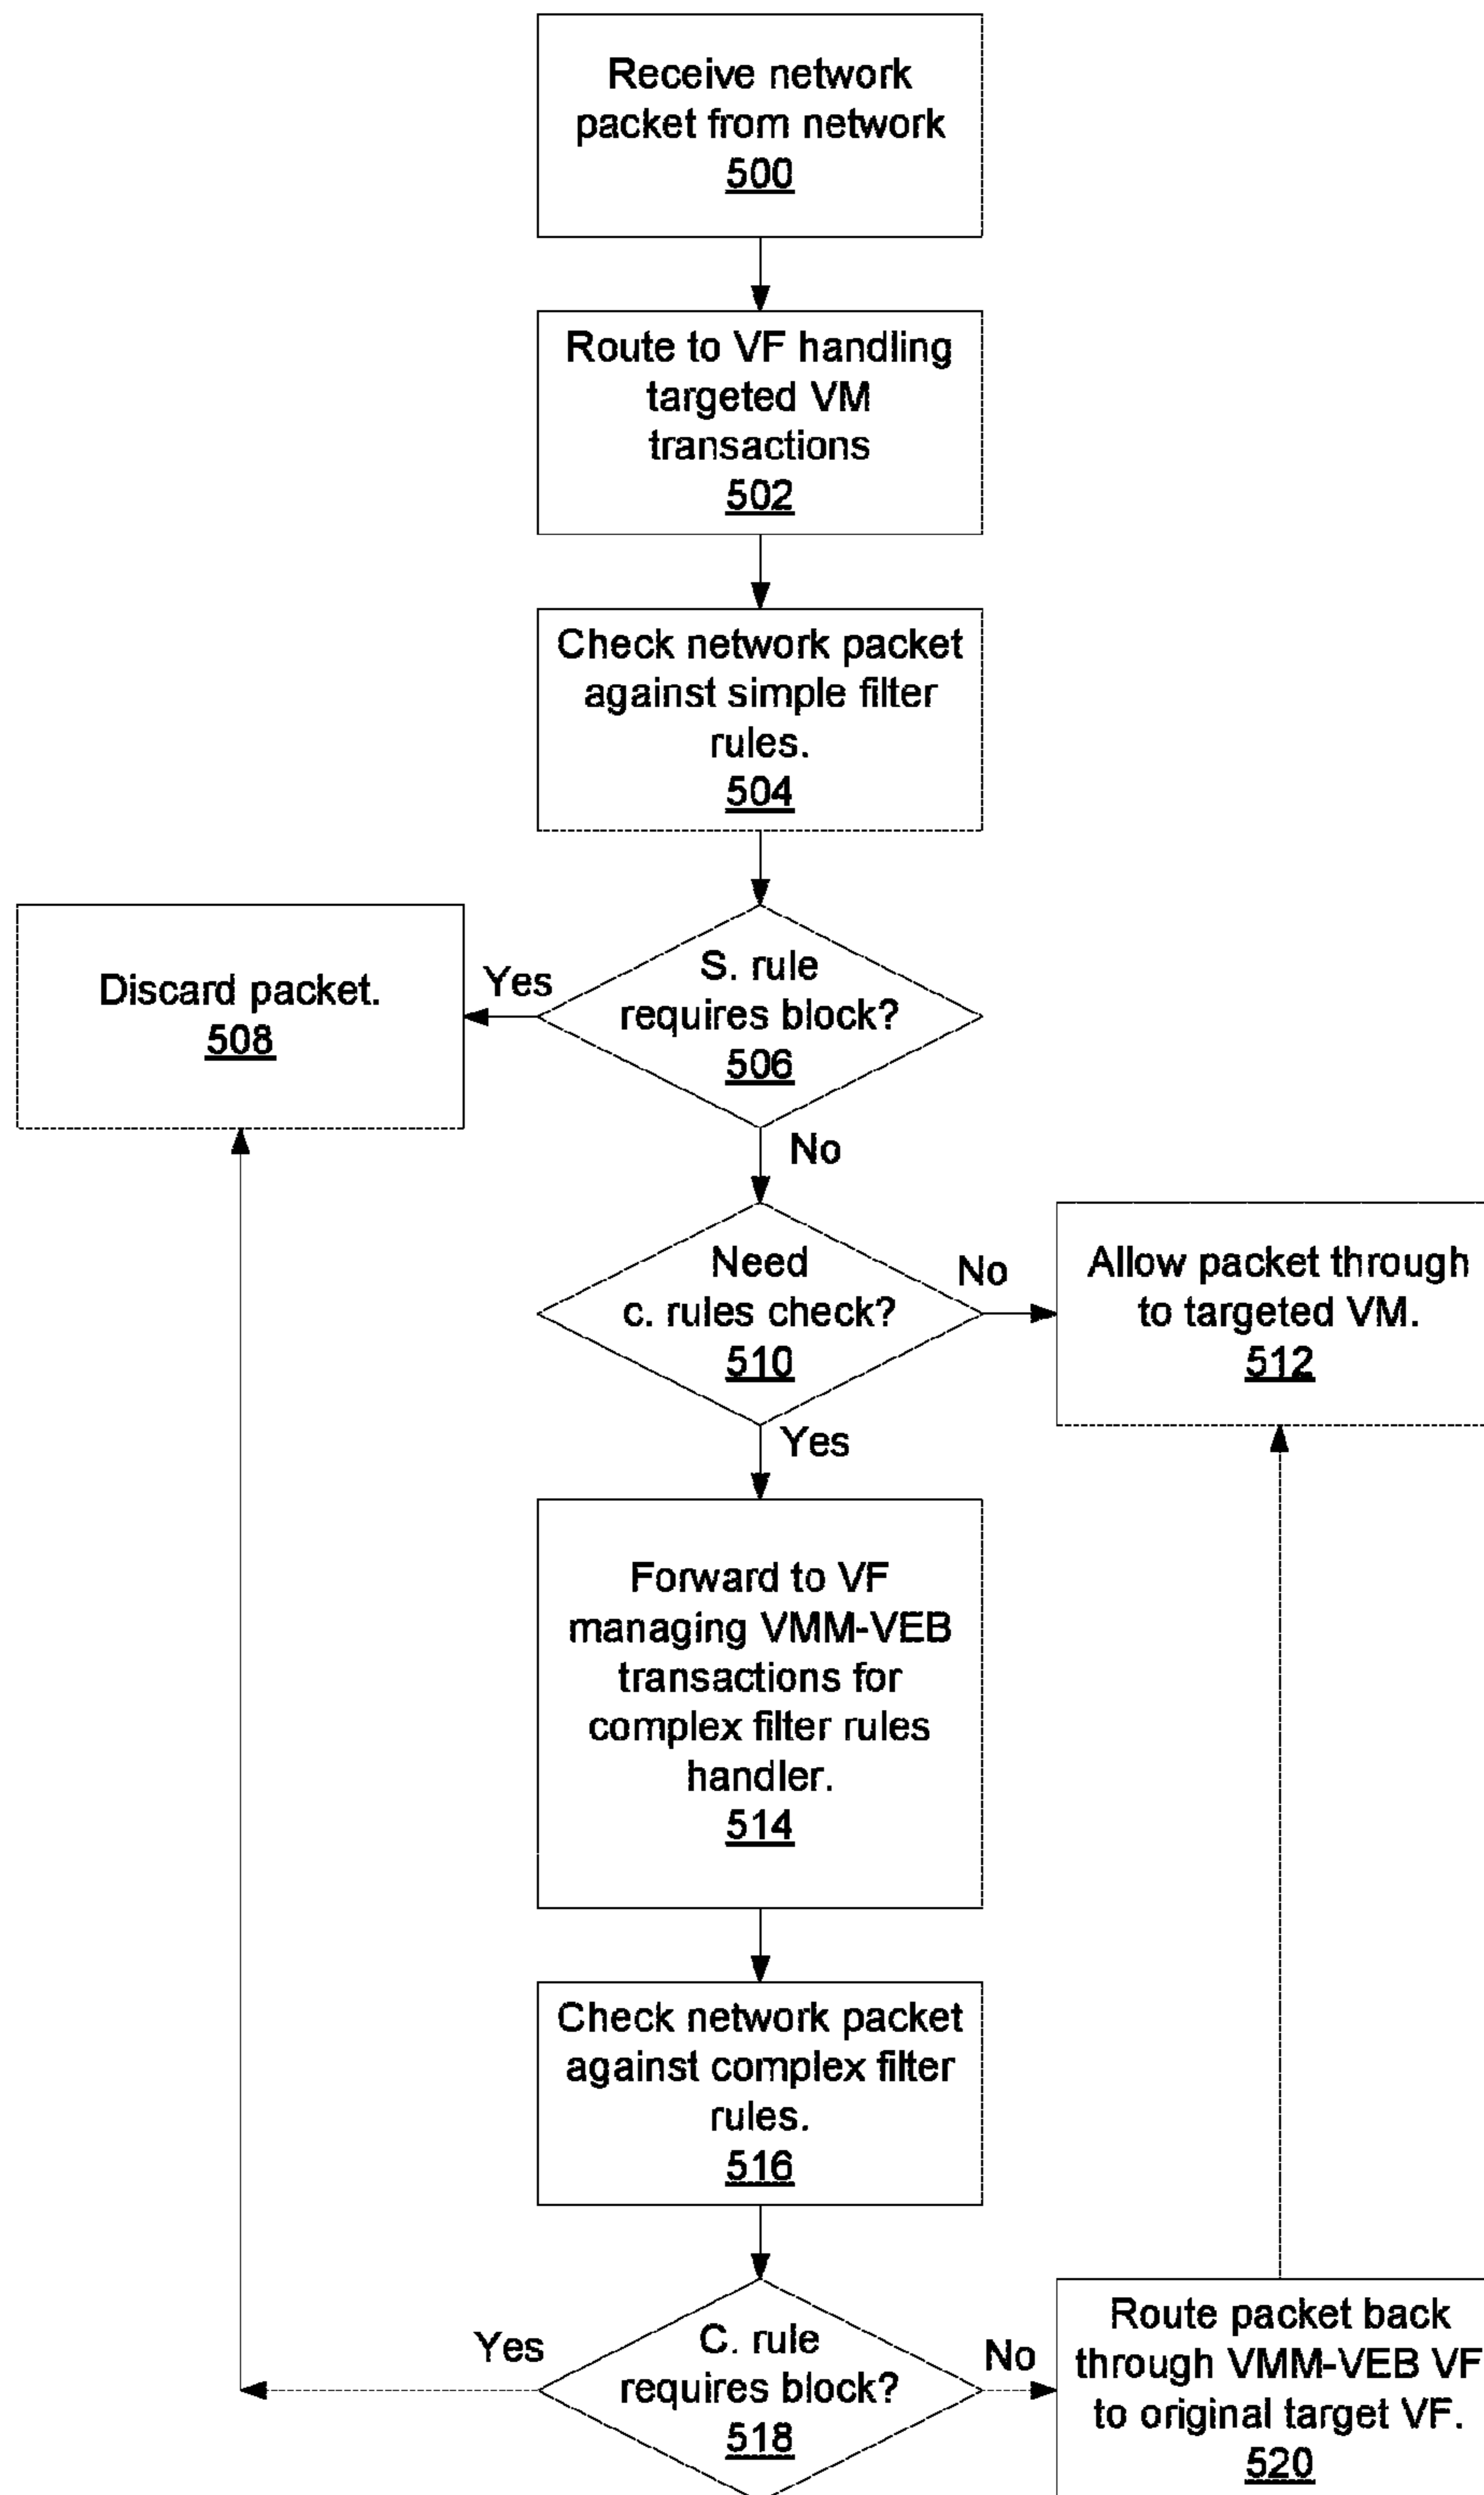 Receive network
packet from network
500
Route to VF handling
targeted VM
transactions
502
Check network packet
against simple filter
rules.
504
S. rule
requires block?
506
Yes
Discard packet.
508
No
Need
c. rules check?
510
No
Allow packet through
to targeted VM.
512
Yes
Forward to VF
managing VMM-VEB
transactions for
complex filter rules
handler.
514
Check network packet
against complex filter
rules.
516
C. rule
requires block?
518
Yes
No
Route packet back
through VMM-VEB VF
to original target VF.
520